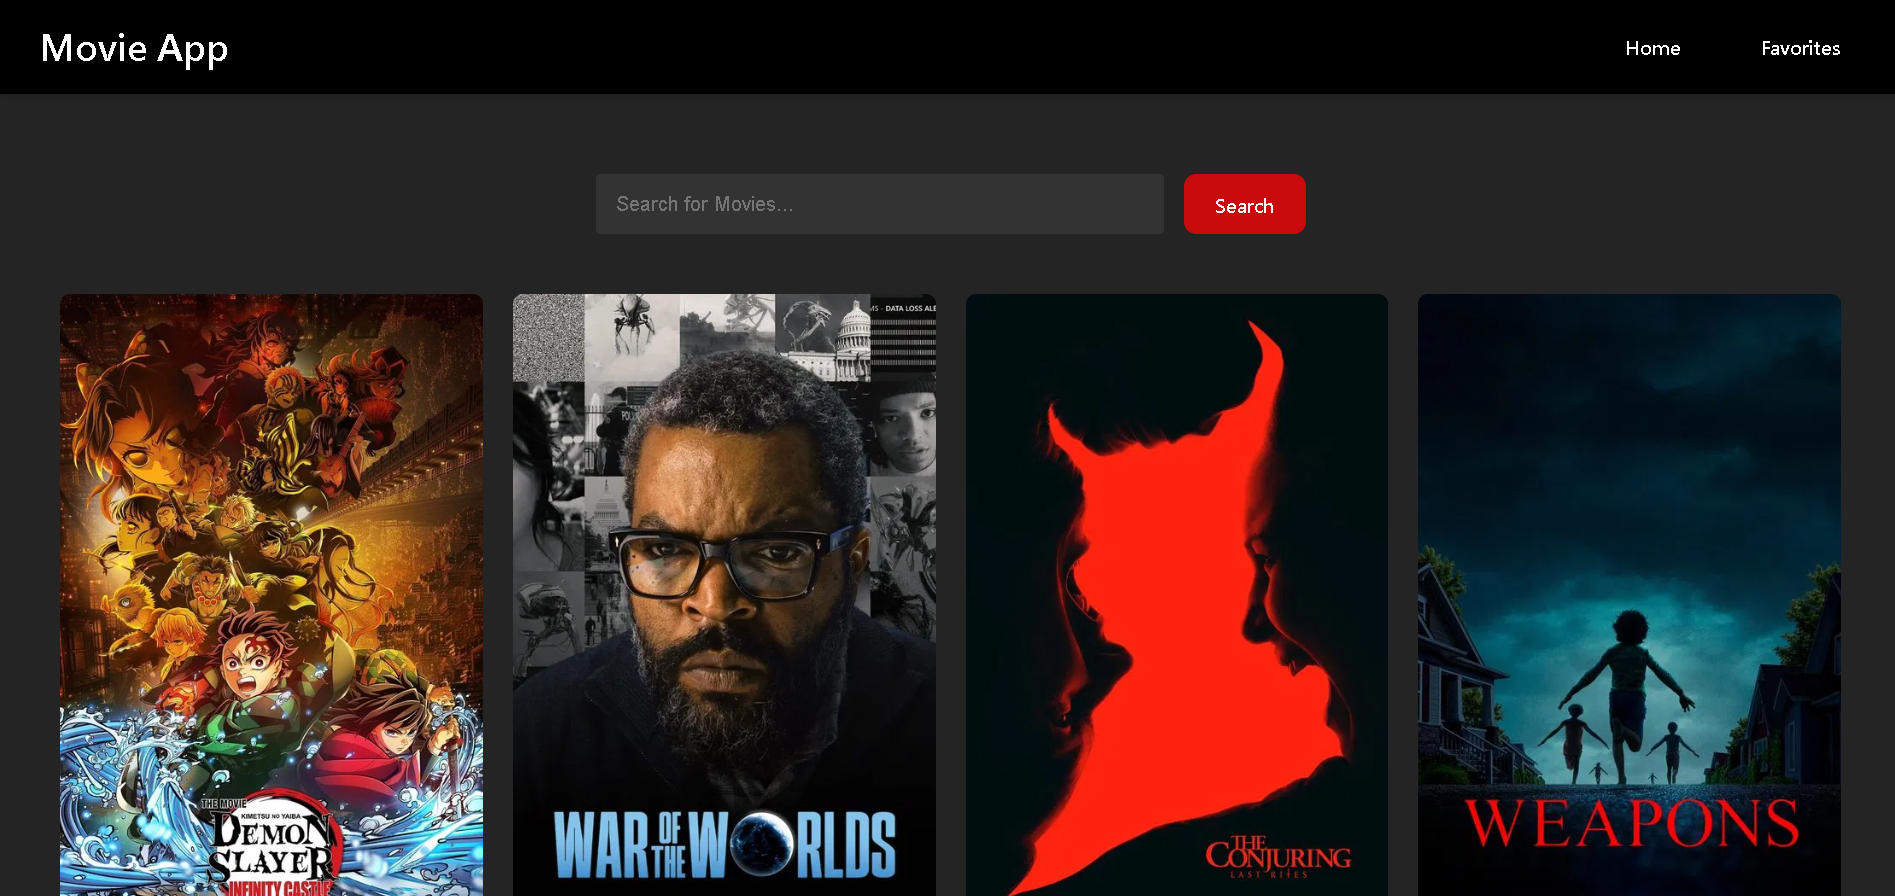 Movie App
Home
Favorites
Search for Movies...
Search
MS - DATA LOSS ALE
THE MOVIE
KIMETSU NO YAIBA
DEMON
SLAYER
INFINITY CASTLE
WAR OF THE WORLDS
THE
CONJURING
LAST RITES
WEAPONS